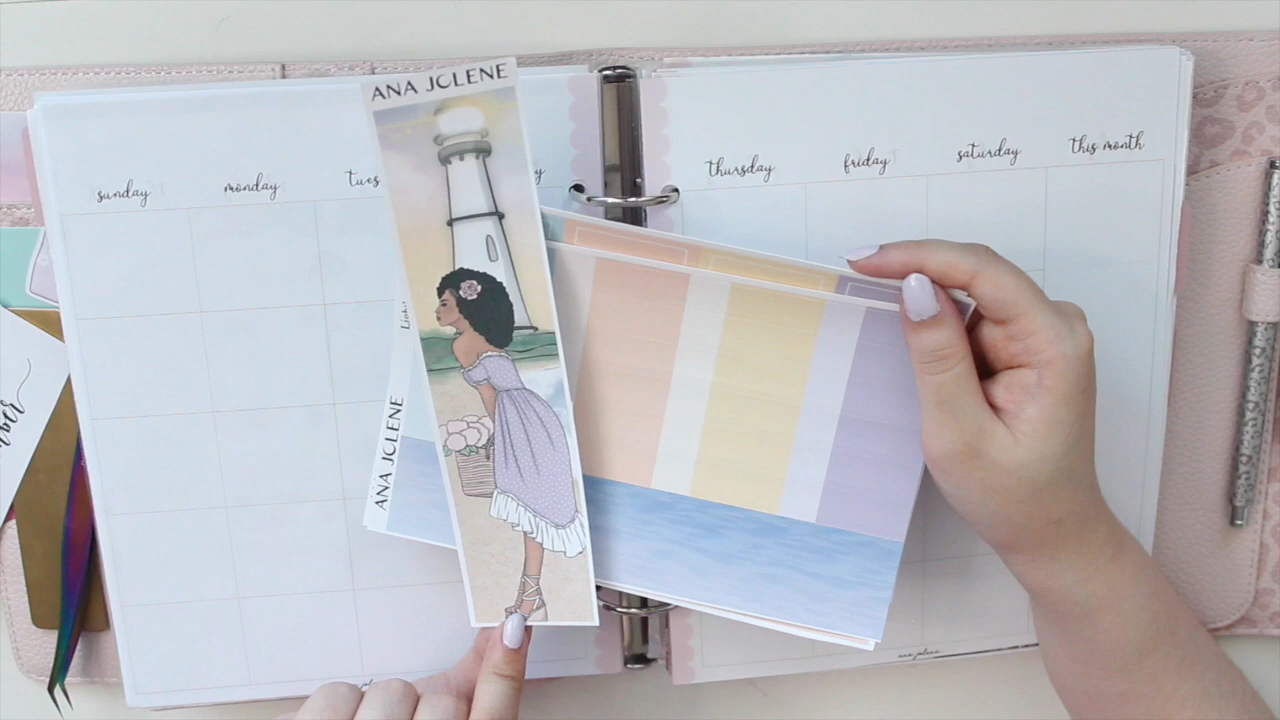 ANA JOLENE
sunday
monday
tues
thursday
friday
saturday
this month
ANA JOLENE